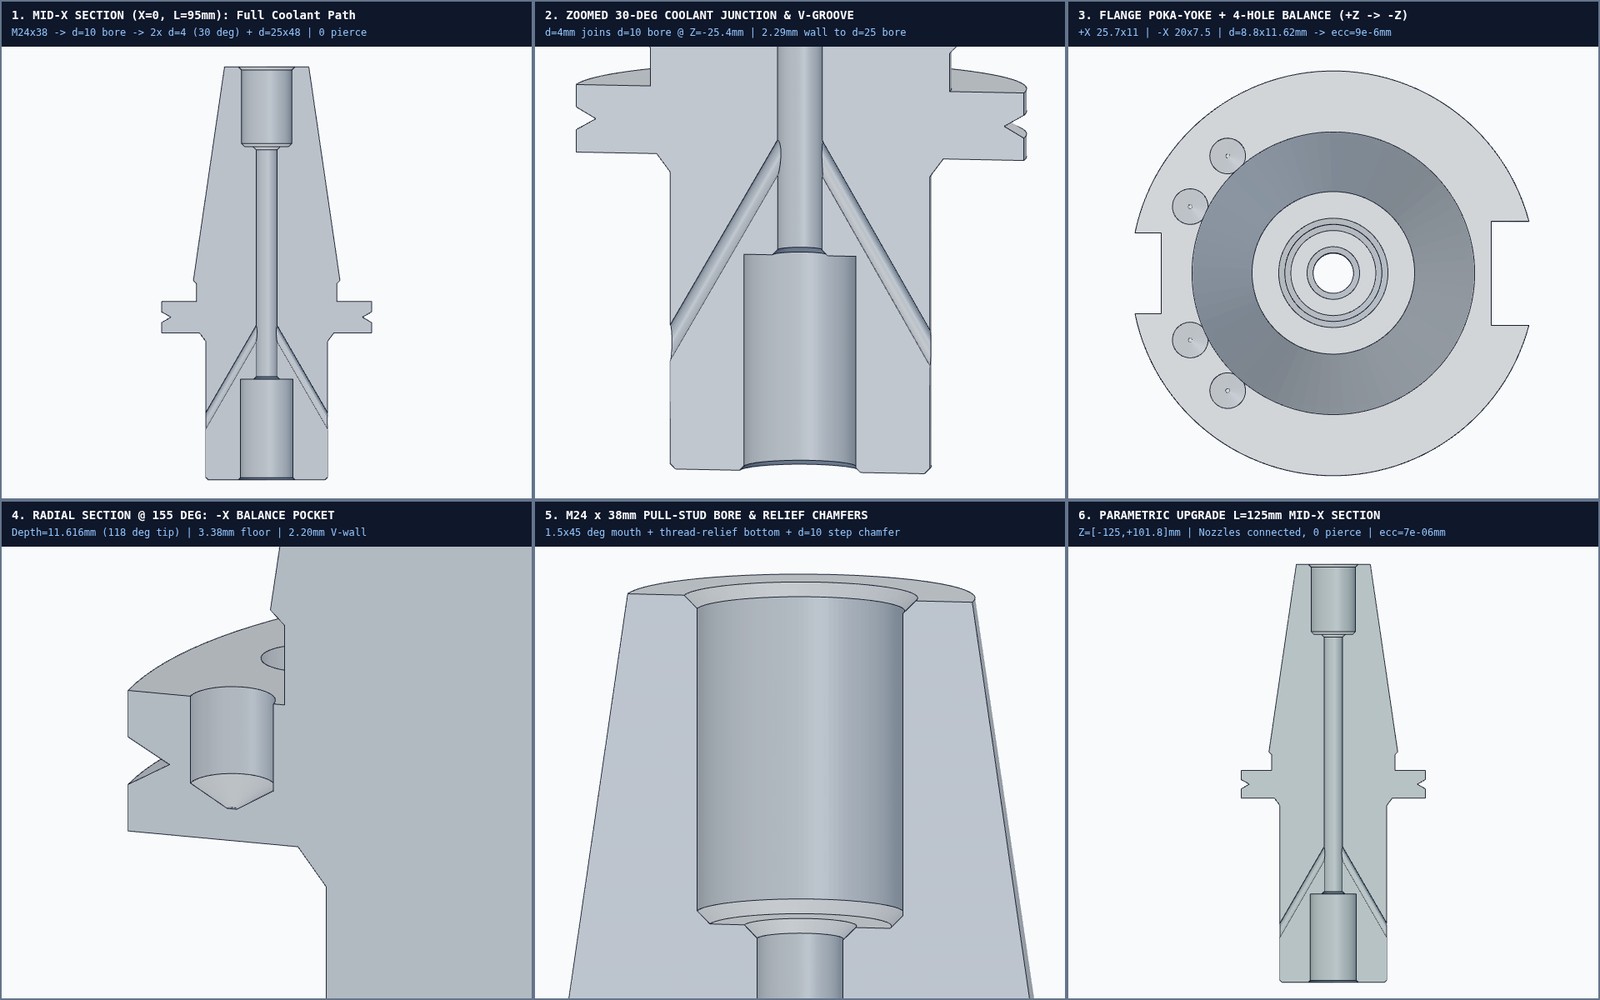 1. MID-X SECTION (X=0, L=95mm): Full Coolant Path
M24x38 -> d=10 bore -> 2x d=4 (30 deg) + d=25x48 | 0 pierce
2. ZOOMED 30-DEG COOLANT JUNCTION & V-GROOVE
d=4mm joins d=10 bore @ Z=-25.4mm | 2.29mm wall to d=25 bore
3. FLANGE POKA-YOKE + 4-HOLE BALANCE (+Z -> -Z)
+X 25.7x11 | -X 20x7.5 | d=8.8x11.62mm -> ecc=9e-6mm
4. RADIAL SECTION @ 155 DEG: -X BALANCE POCKET
Depth=11.616mm (118 deg tip) | 3.38mm floor | 2.20mm V-wall
5. M24 x 38mm PULL-STUD BORE & RELIEF CHAMFERS
1.5x45 deg mouth + thread-relief bottom + d=10 step chamfer
6. PARAMETRIC UPGRADE L=125mm MID-X SECTION
Z=[-125,+101.8]mm | Nozzles connected, 0 pierce | ecc=7e-06mm